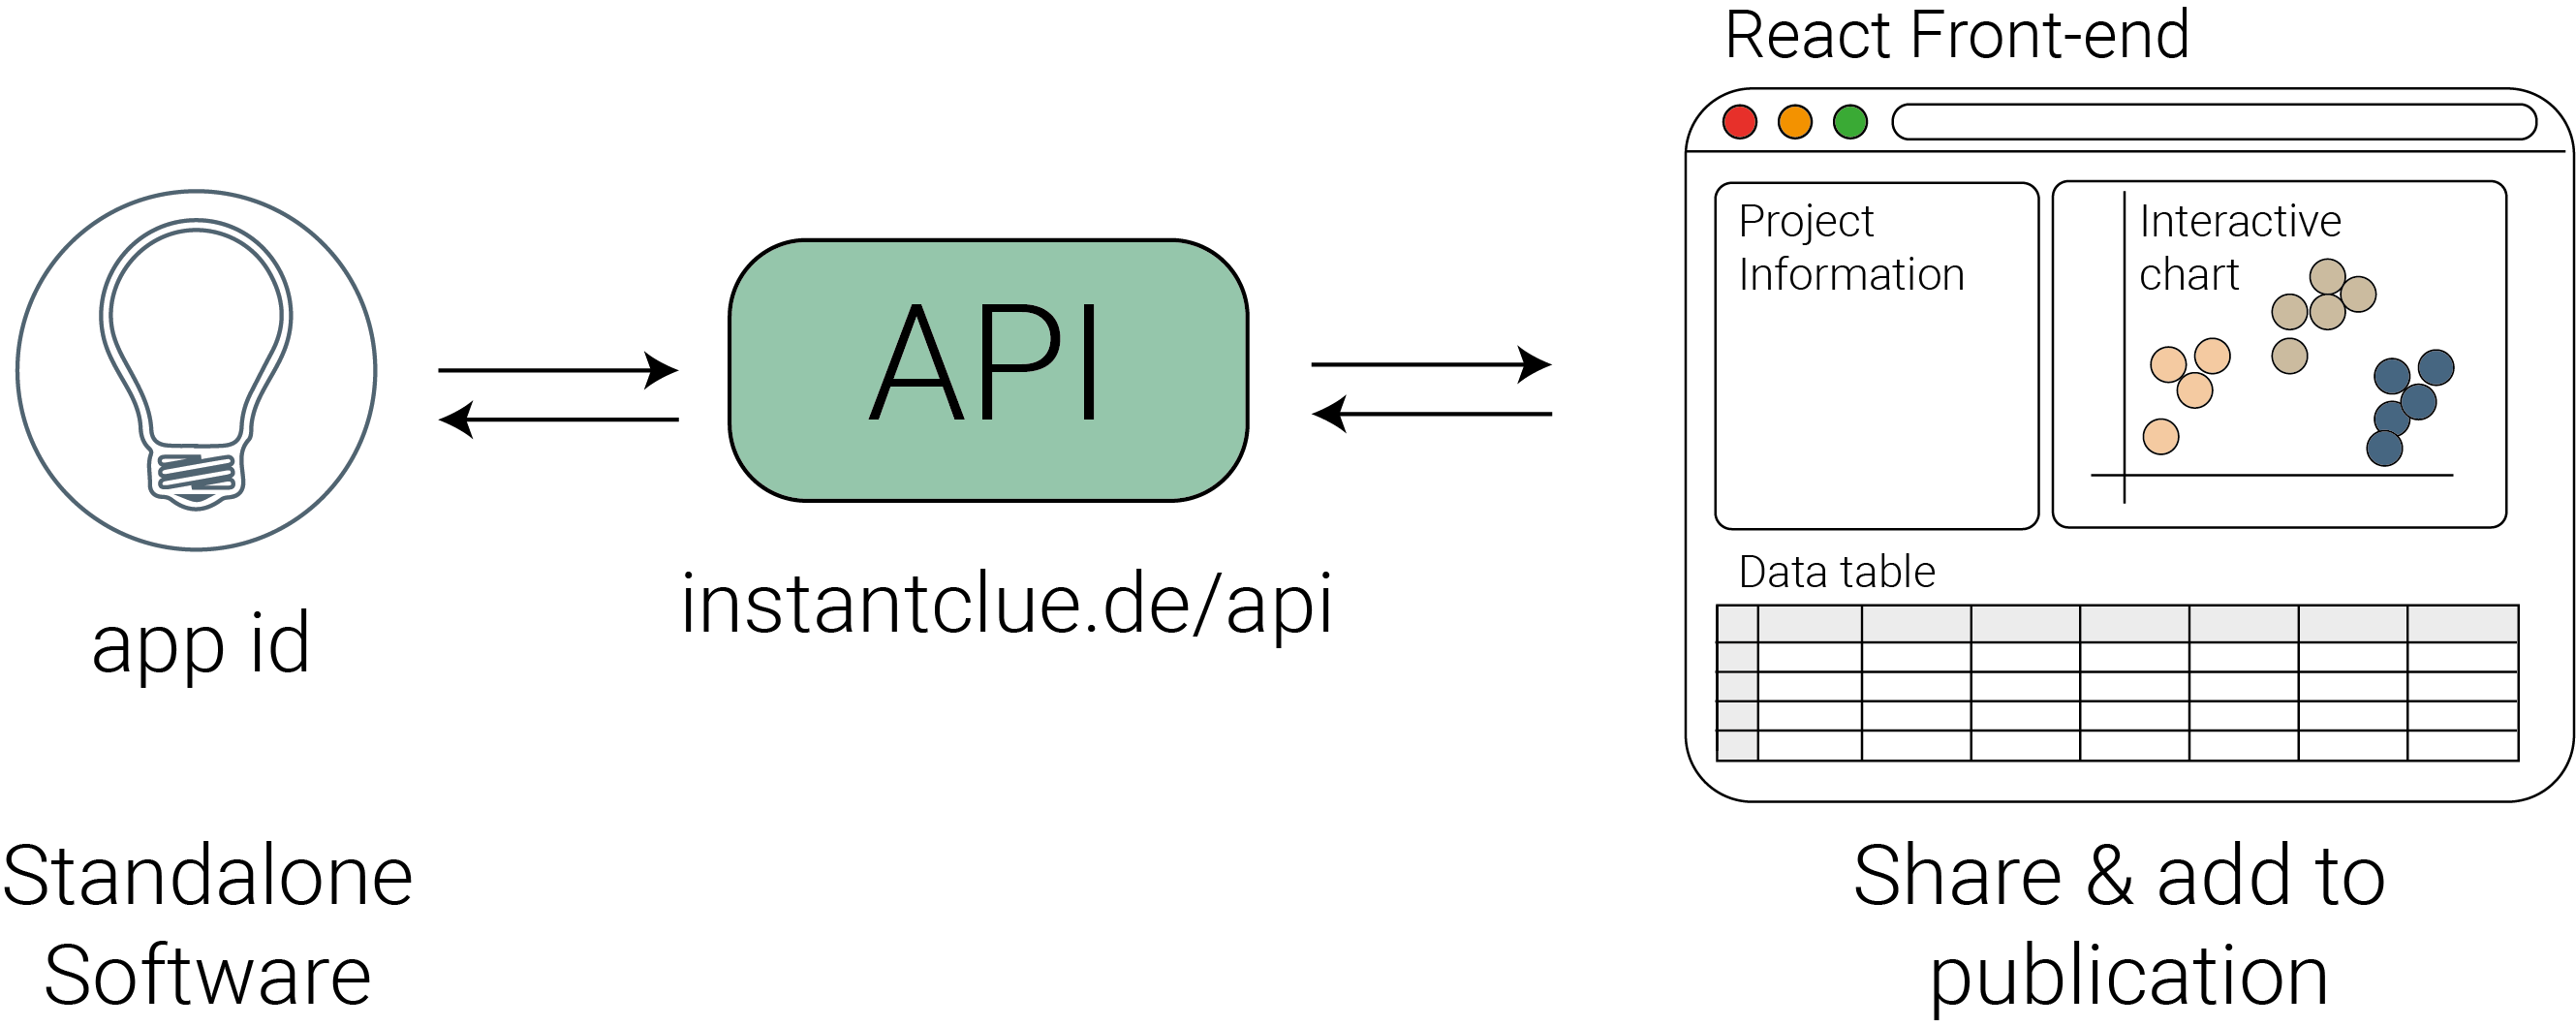 React Front-end
Project
Information
Interactive
chart
API
instantclue.de/api
app id
Data table
Standalone
Software
Share & add to
publication